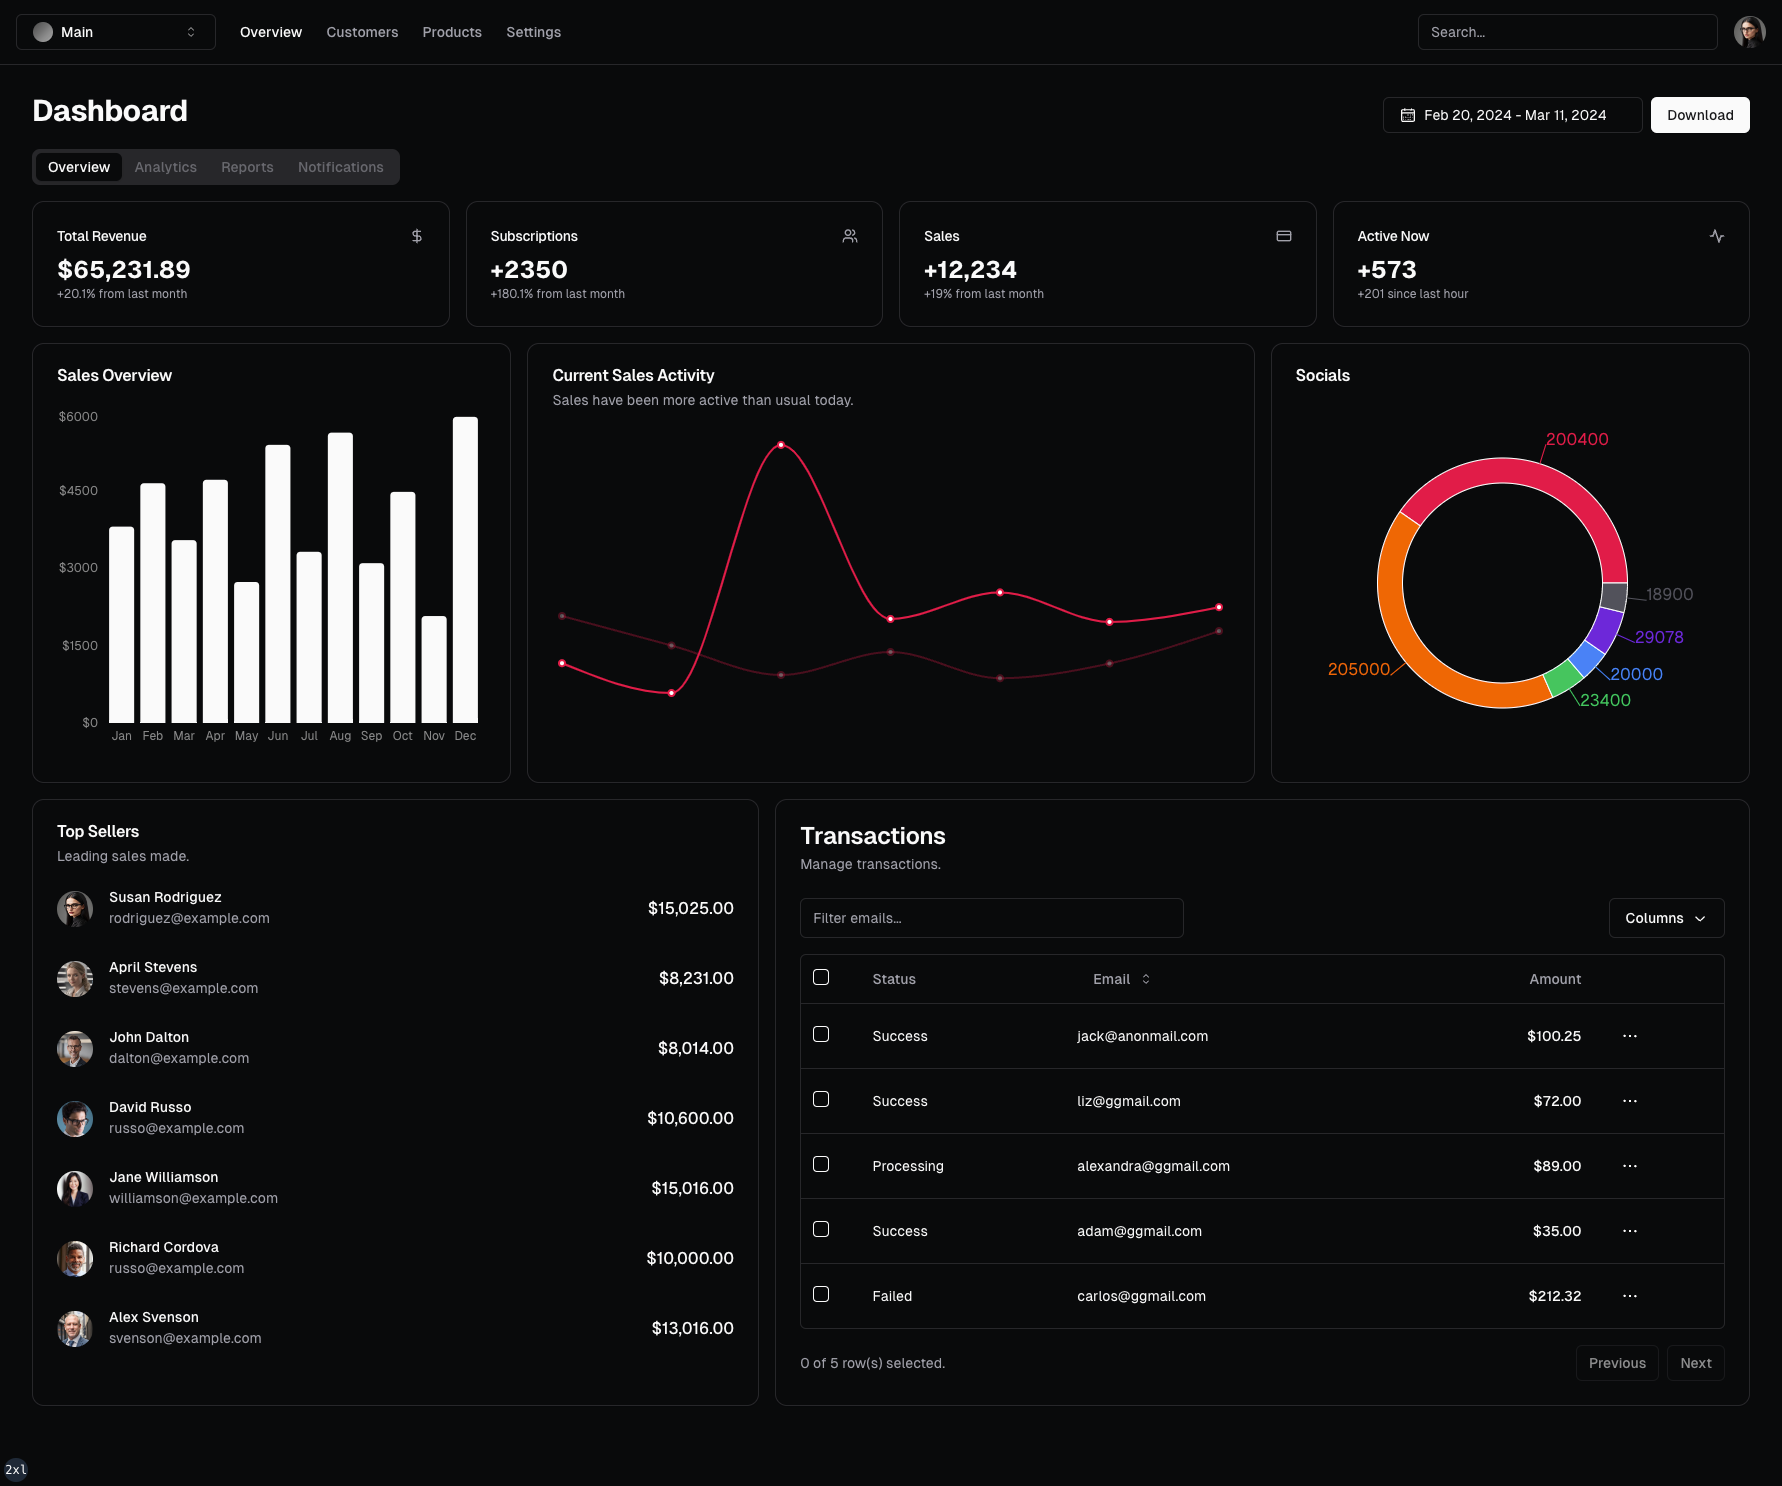 Main
Overview Customers Products Settings
Search...
Dashboard
Feb 20, 2024 - Mar 11, 2024
Download
Overview Analytics Reports Notifications
Total Revenue
$65,231.89
+20.1% from last month
Subscriptions
+2350
+180.1% from last month
Sales
+12,234
+19% from last month
Active Now
+573
+201 since last hour
Sales Overview
$6000
$4500
$3000
$1500
$0
Jan Feb Mar Apr May Jun Jul Aug Sep Oct Nov Dec
Current Sales Activity
Sales have been more active than usual today.
Socials
200400
18900
29078
205000
20000
23400
Top Sellers
Leading sales made.
Susan Rodriguez
rodriguez@example.com
$15,025.00
April Stevens
stevens@example.com
$8,231.00
John Dalton
dalton@example.com
$8,014.00
David Russo
russo@example.com
$10,600.00
Jane Williamson
williamson@example.com
$15,016.00
Richard Cordova
russo@example.com
$10,000.00
Alex Svenson
svenson@example.com
$13,016.00
Transactions
Manage transactions.
Filter emails...
Columns
Status Email Amount
Success jack@anonmail.com $100.25 ...
Success liz@ggmail.com $72.00 ...
Processing alexandra@ggmail.com $89.00 ...
Success adam@ggmail.com $35.00 ...
Failed carlos@ggmail.com $212.32 ...
0 of 5 row(s) selected.
Previous Next
2xl